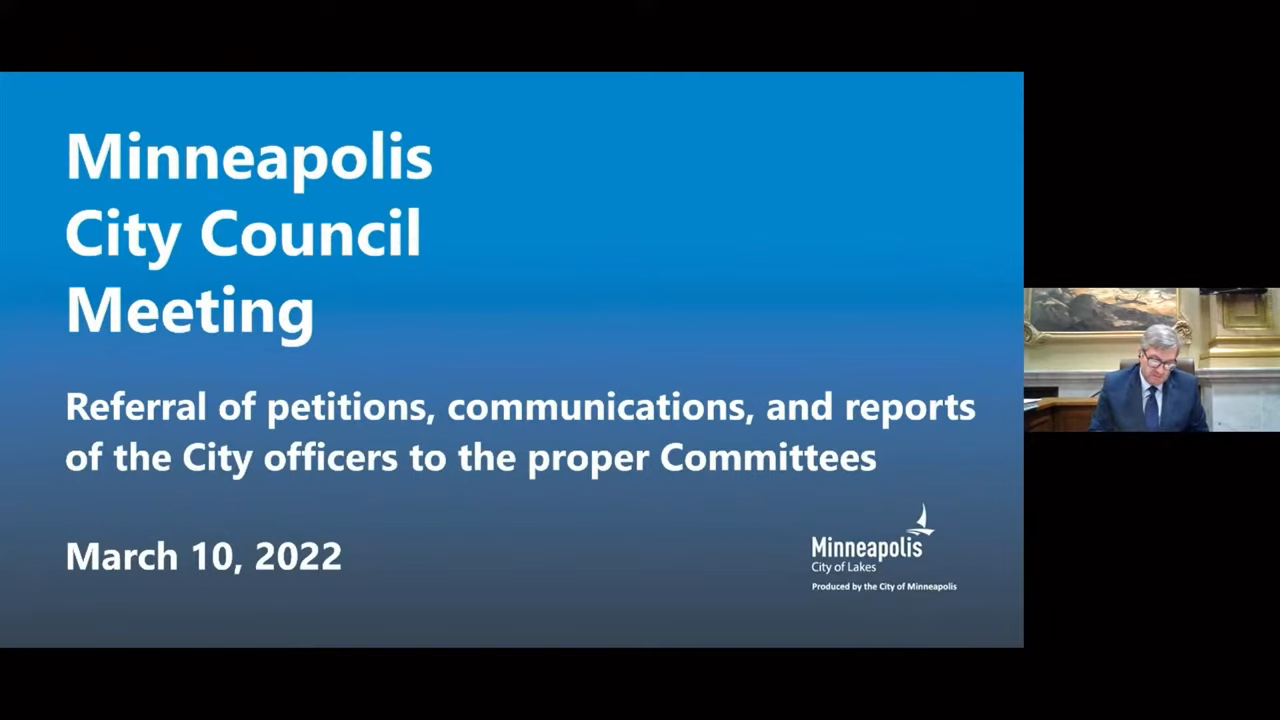 Minneapolis
City Council
Meeting
Referral of petitions, communications, and reports
of the City officers to the proper Committees
March 10, 2022
Minneapolis
City of Lakes
Produced by the City of Minneapolis